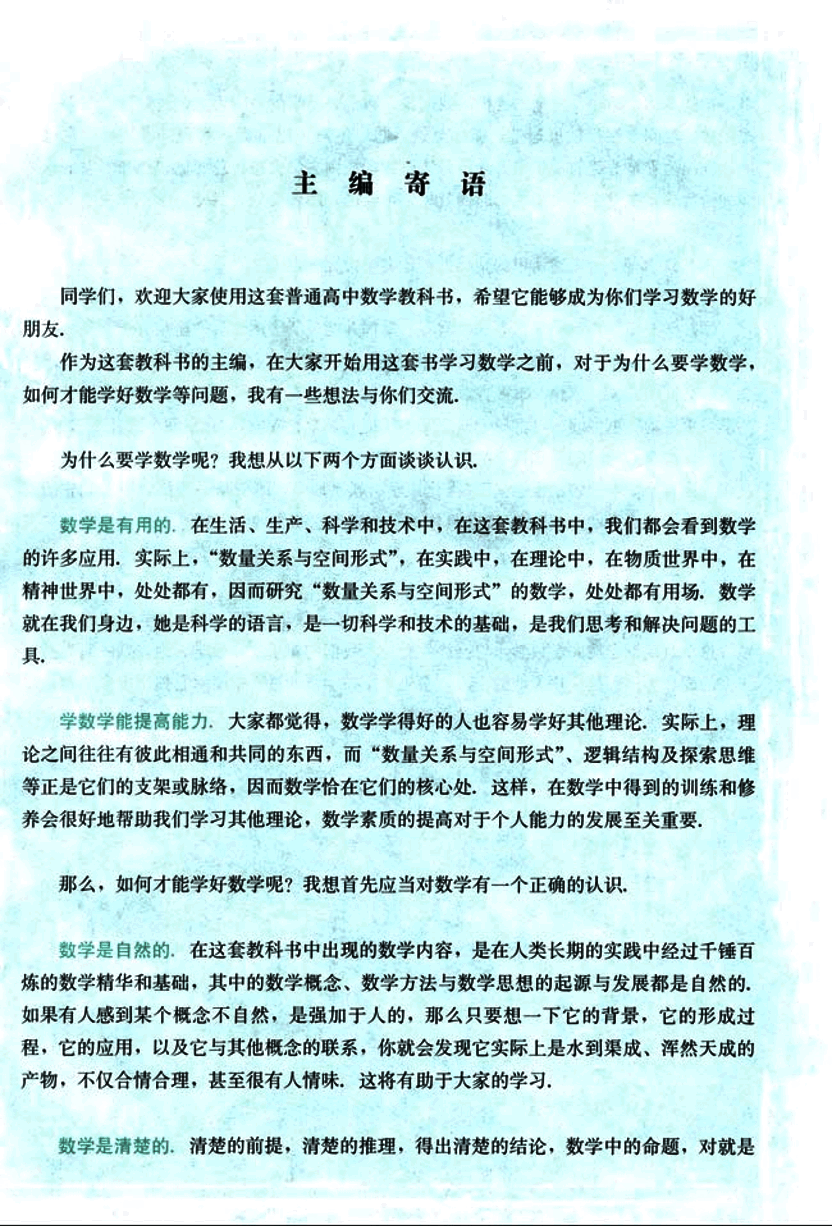 主 编 寄 语
同学们，欢迎大家使用这套普通高中数学教科书，希望它能够成为你们学习数学的好
朋友.
作为这套教科书的主编，在大家开始用这套书学习数学之前，对于为什么要学数学，
如何才能学好数学等问题，我有一些想法与你们交流.
为什么要学数学呢？我想从以下两个方面谈谈认识.
数学是有用的. 在生活、生产、科学和技术中，在这套教科书中，我们都会看到数学
的许多应用. 实际上，“数量关系与空间形式”，在实践中，在理论中，在物质世界中，在
精神世界中，处处都有，因而研究“数量关系与空间形式”的数学，处处都有用场. 数学
就在我们身边，她是科学的语言，是一切科学和技术的基础，是我们思考和解决问题的工
具.
学数学能提高能力. 大家都觉得，数学学得好的人也容易学好其他理论. 实际上，理
论之间往往有彼此相通和共同的东西，而“数量关系与空间形式”、逻辑结构及探索思维
等正是它们的支架或脉络，因而数学恰在它们的核心处. 这样，在数学中得到的训练和修
养会很好地帮助我们学习其他理论，数学素质的提高对于个人能力的发展至关重要.
那么，如何才能学好数学呢？我想首先应当对数学有一个正确的认识.
数学是自然的. 在这套教科书中出现的数学内容，是在人类长期的实践中经过千锤百
炼的数学精华和基础，其中的数学概念、数学方法与数学思想的起源与发展都是自然的.
如果有人感到某个概念不自然，是强加于人的，那么只要想一下它的背景，它的形成过
程，它的应用，以及它与其他概念的联系，你就会发现它实际上是水到渠成、浑然天成的
产物，不仅合情合理，甚至很有人情味. 这将有助于大家的学习.
数学是清楚的. 清楚的前提，清楚的推理，得出清楚的结论，数学中的命题，对就是